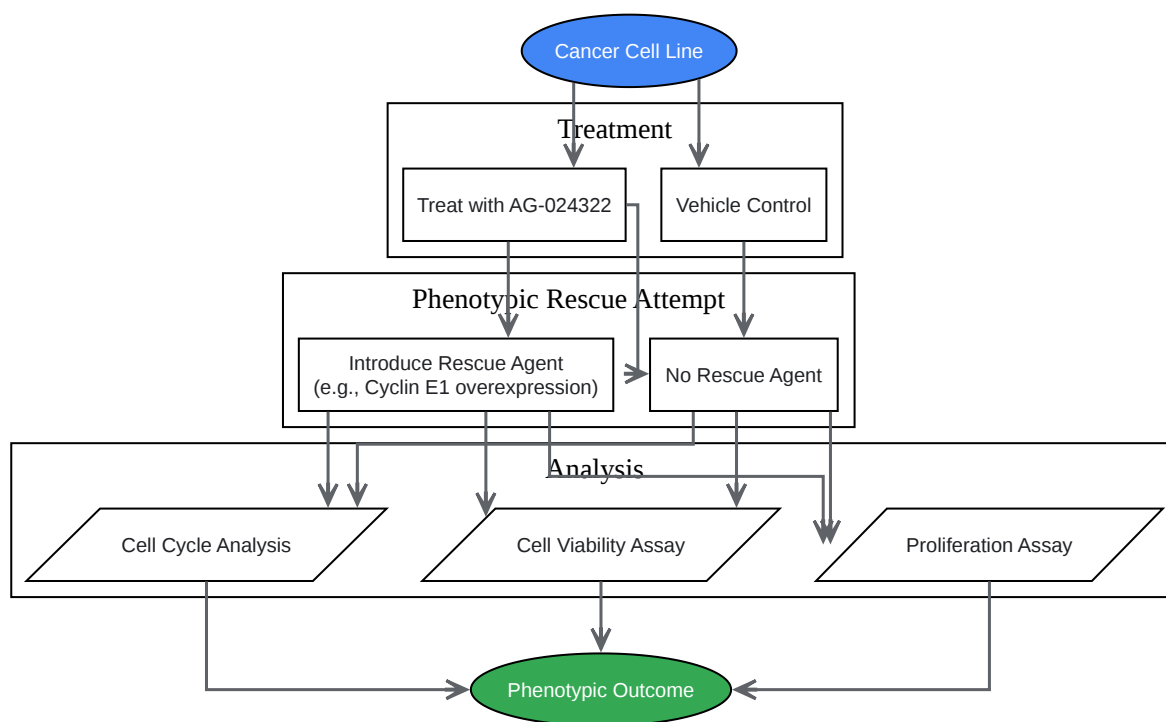 Cancer Cell Line
Treatment
Treat with AG-024322
Vehicle Control
Phenotypic Rescue Attempt
Introduce Rescue Agent
(e.g., Cyclin E1 overexpression)
No Rescue Agent
Analysis
Cell Cycle Analysis
Cell Viability Assay
Proliferation Assay
Phenotypic Outcome